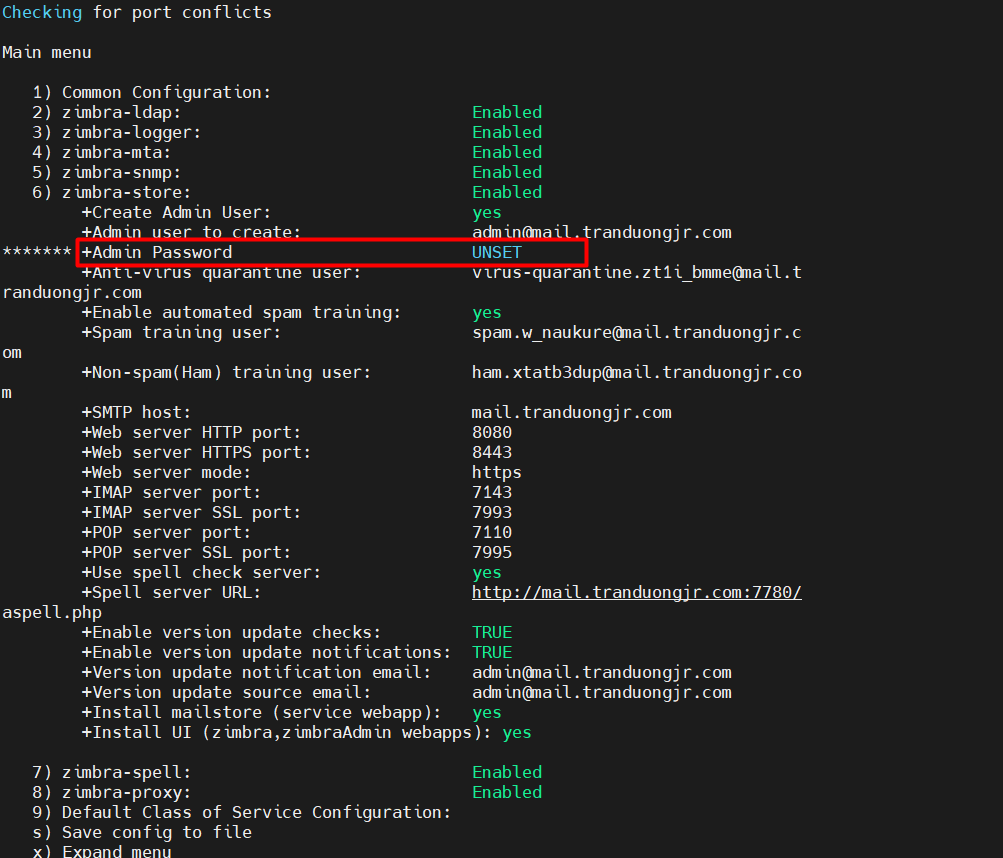 Checking for port conflicts
Main menu
1) Common Configuration:
2) zimbra-ldap: Enabled
3) zimbra-logger: Enabled
4) zimbra-mta: Enabled
5) zimbra-snmp: Enabled
6) zimbra-store: Enabled
+Create Admin User: yes
+Admin user to create: admin@mail.tranduongjr.com
******* +Admin Password UNSET
+Anti-virus quarantine user: virus-quarantine.zt1i_bmme@mail.t
randuongjr.com
+Enable automated spam training: yes
+Spam training user: spam.w_naukure@mail.tranduongjr.c
om
+Non-spam(Ham) training user: ham.xtatb3dup@mail.tranduongjr.co
m
+SMTP host: mail.tranduongjr.com
+Web server HTTP port: 8080
+Web server HTTPS port: 8443
+Web server mode: https
+IMAP server port: 7143
+IMAP server SSL port: 7993
+POP server port: 7110
+POP server SSL port: 7995
+Use spell check server: yes
+Spell server URL: http://mail.tranduongjr.com:7780/
aspell.php
+Enable version update checks: TRUE
+Enable version update notifications: TRUE
+Version update notification email: admin@mail.tranduongjr.com
+Version update source email: admin@mail.tranduongjr.com
+Install mailstore (service webapp): yes
+Install UI (zimbra,zimbraAdmin webapps): yes
7) zimbra-spell: Enabled
8) zimbra-proxy: Enabled
9) Default Class of Service Configuration:
s) Save config to file
x) Expand menu